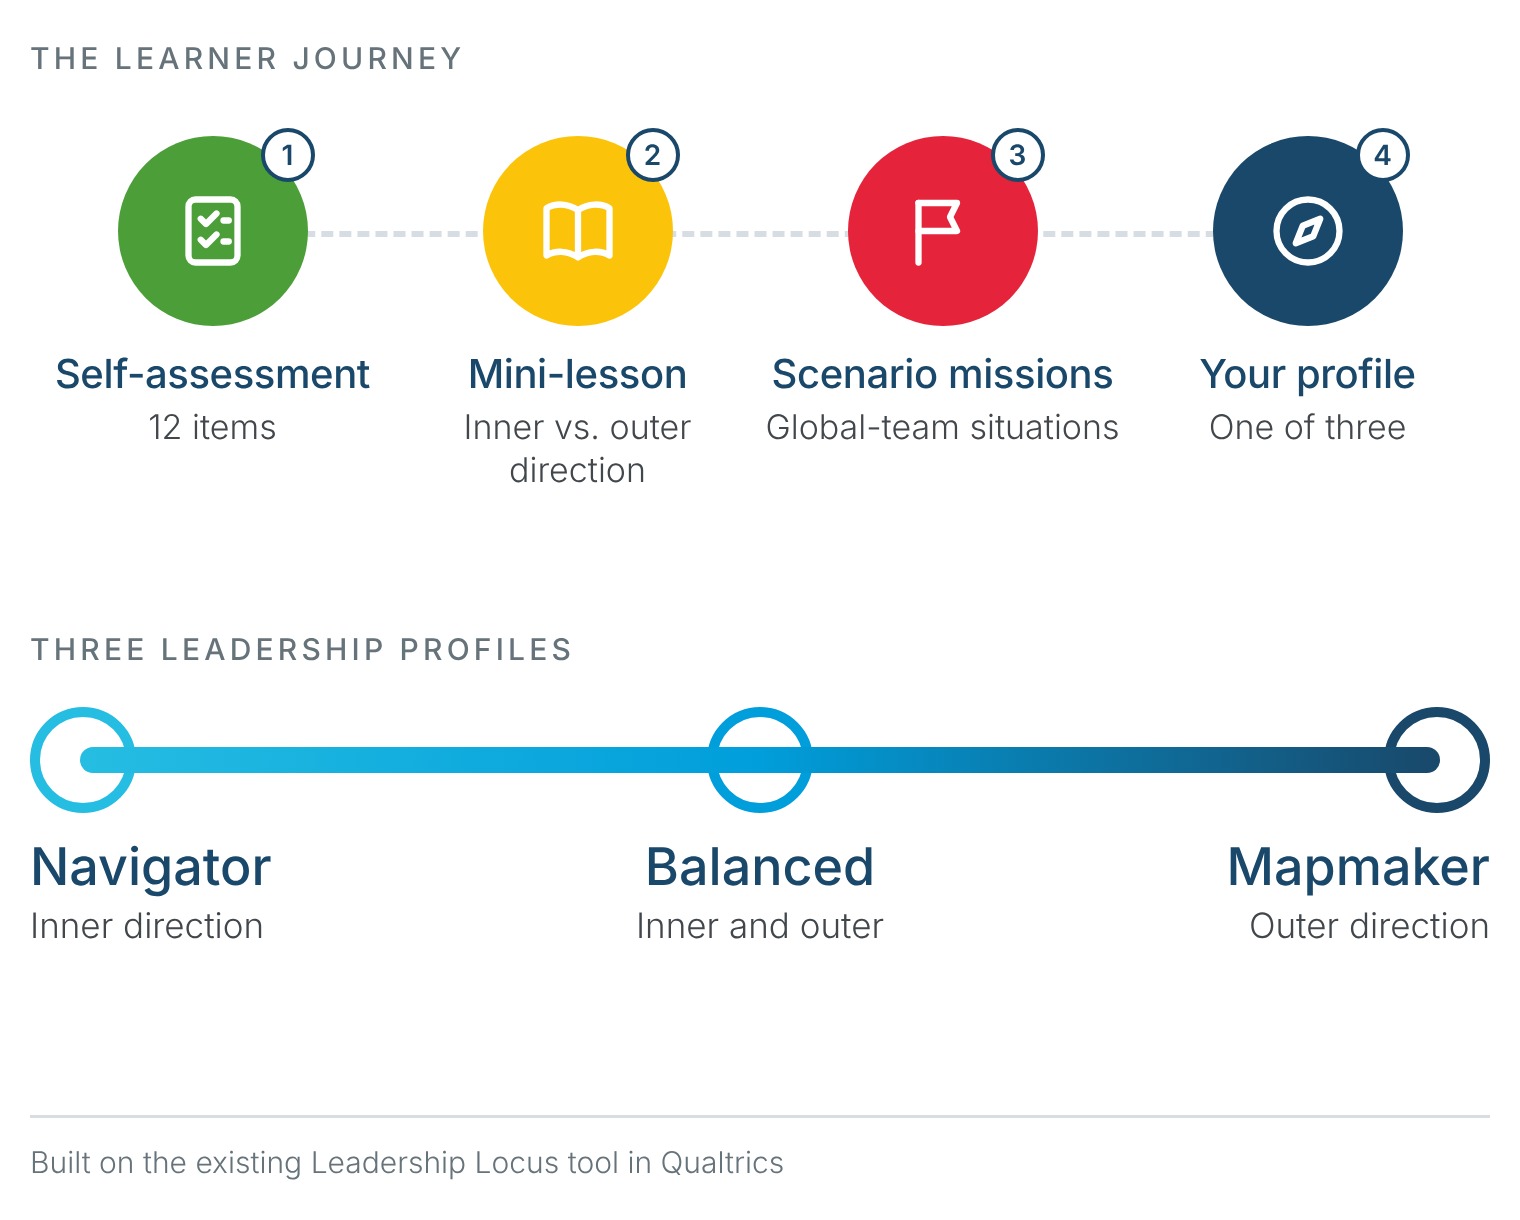 THE LEARNER JOURNEY
1
2
3
4
Self-assessment
12 items
Mini-lesson
Inner vs. outer
direction
Scenario missions
Global-team situations
Your profile
One of three
THREE LEADERSHIP PROFILES
Navigator
Inner direction
Balanced
Inner and outer
Mapmaker
Outer direction
Built on the existing Leadership Locus tool in Qualtrics